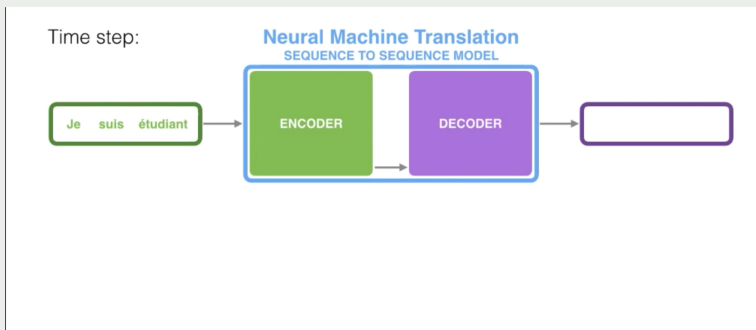 Time step:
Neural Machine Translation
SEQUENCE TO SEQUENCE MODEL
Je suis étudiant
ENCODER
DECODER